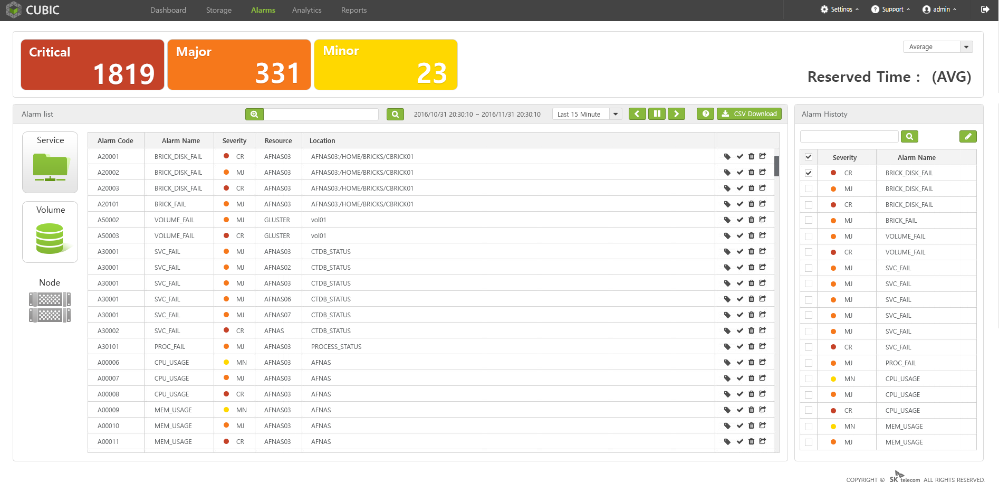 CUBIC Dashboard Storage Alarms Analytics Reports Settings Support admin
Critical
1819
Major
331
Minor
23
Average
Reserved Time : (AVG)
Alarm list 2016/10/31 20:30:10 ~ 2016/11/31 20:30:10 Last 15 Minute CSV Download
Service
Volume
Node
Alarm Code Alarm Name Severity Resource Location
A20001 BRICK_DISK_FAIL CR AFNAS03 AFNAS03:/HOME/BRICKS/CBRICK01
A20002 BRICK_DISK_FAIL MJ AFNAS03 AFNAS03:/HOME/BRICKS/CBRICK01
A20003 BRICK_DISK_FAIL CR AFNAS03 AFNAS03:/HOME/BRICKS/CBRICK01
A20101 BRICK_FAIL MJ AFNAS03 AFNAS03:/HOME/BRICKS/CBRICK01
A50002 VOLUME_FAIL MJ GLUSTER vol01
A50003 VOLUME_FAIL CR GLUSTER vol01
A30001 SVC_FAIL MJ AFNAS03 CTDB_STATUS
A30001 SVC_FAIL MJ AFNAS02 CTDB_STATUS
A30001 SVC_FAIL MJ AFNAS03 CTDB_STATUS
A30001 SVC_FAIL MJ AFNAS06 CTDB_STATUS
A30001 SVC_FAIL MJ AFNAS07 CTDB_STATUS
A30002 SVC_FAIL CR AFNAS CTDB_STATUS
A30101 PROC_FAIL MJ AFNAS03 PROCESS_STATUS
A00006 CPU_USAGE MN AFNAS03 AFNAS
A00007 CPU_USAGE MJ AFNAS03 AFNAS
A00008 CPU_USAGE CR AFNAS03 AFNAS
A00009 MEM_USAGE MN AFNAS03 AFNAS
A00010 MEM_USAGE MJ AFNAS03 AFNAS
A00011 MEM_USAGE CR AFNAS03 AFNAS
Alarm Histoty
Severity Alarm Name
CR BRICK_DISK_FAIL
MJ BRICK_DISK_FAIL
CR BRICK_DISK_FAIL
MJ BRICK_FAIL
MJ VOLUME_FAIL
CR VOLUME_FAIL
MJ SVC_FAIL
MJ SVC_FAIL
MJ SVC_FAIL
MJ SVC_FAIL
MJ SVC_FAIL
CR SVC_FAIL
MJ PROC_FAIL
MN CPU_USAGE
MJ CPU_USAGE
CR CPU_USAGE
MN MEM_USAGE
MJ MEM_USAGE
COPYRIGHT © SK telecom ALL RIGHTS RESERVED.